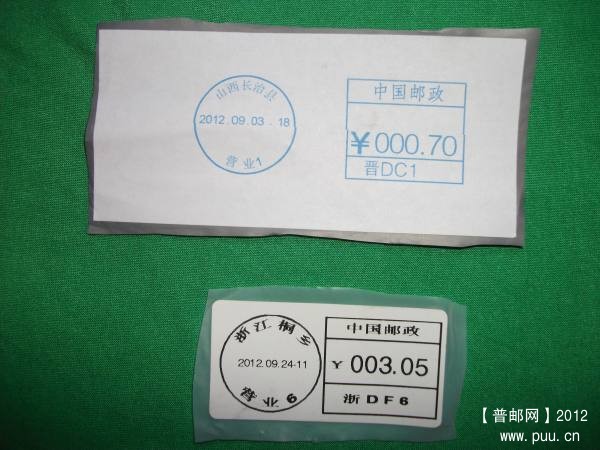 山西长治县
2012.09.03.18
营业1
中国邮政
¥000.70
晋DC1
浙江桐乡
2012.09.24-11
营业6
中国邮政
¥ 003.05
浙DF6
【普邮网】2012
www.puu.cn